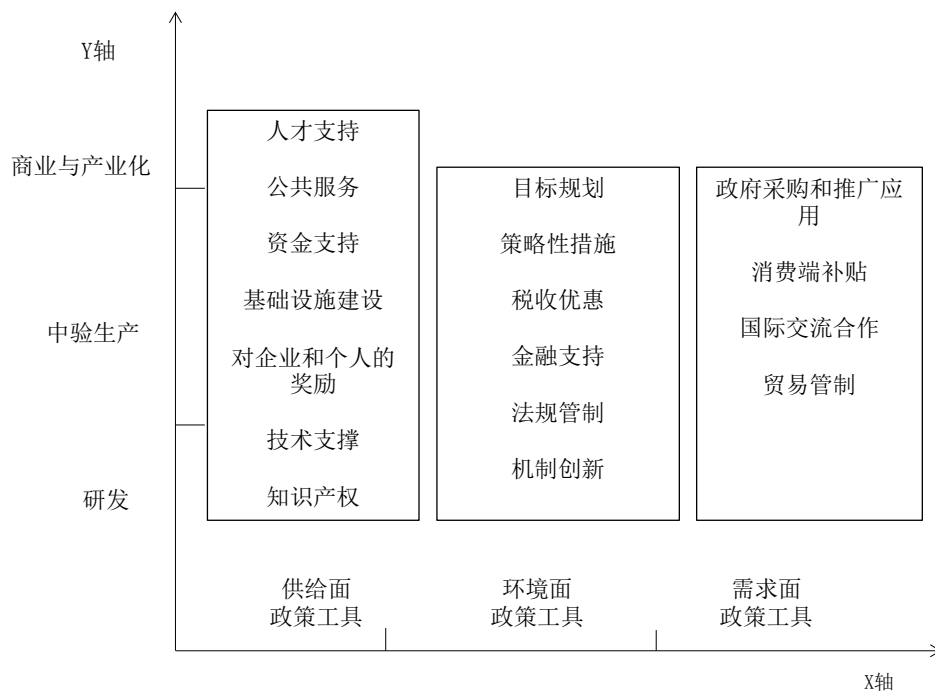 Y轴
商业与产业化
中验生产
研发
人才支持
公共服务
资金支持
基础设施建设
对企业和个人的
奖励
技术支撑
知识产权
目标规划
策略性措施
税收优惠
金融支持
法规管制
机制创新
政府采购和推广应
用
消费端补贴
国际交流合作
贸易管制
供给面
政策工具
环境面
政策工具
需求面
政策工具
X轴